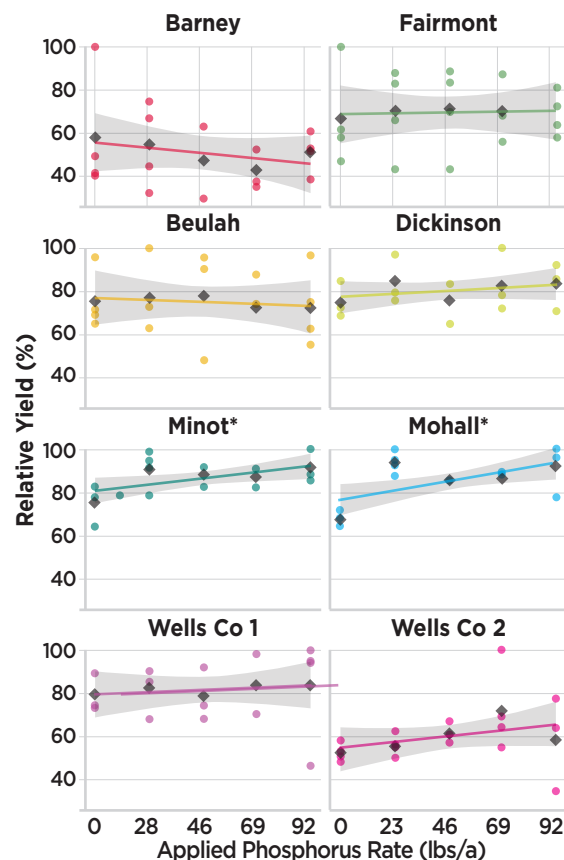 Barney Fairmont
100
80
60
40
Beulah Dickinson
100
80
60
40
Minot* Mohall*
100
80
60
40
Wells Co 1 Wells Co 2
100
80
60
40
0 28 46 69 92 0 23 46 69 92
Applied Phosphorus Rate (lbs/a)
Relative Yield (%)